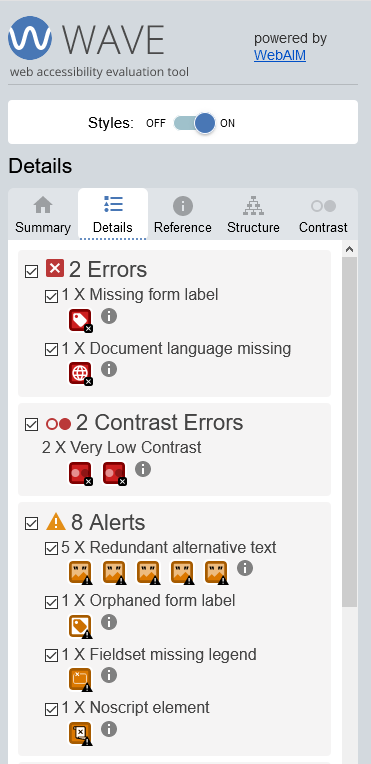 WAVE
powered by
WebAIM
web accessibility evaluation tool
Styles: OFF ON
Details
Summary Details Reference Structure Contrast
2 Errors
1 X Missing form label
1 X Document language missing
2 Contrast Errors
2 X Very Low Contrast
8 Alerts
5 X Redundant alternative text
1 X Orphaned form label
1 X Fieldset missing legend
1 X Noscript element